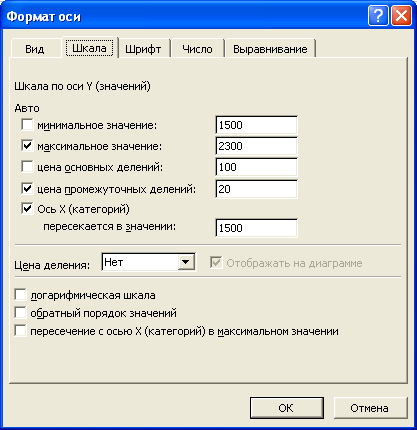 Формат оси
Вид Шкала Шрифт Число Выравнивание
Шкала по оси Y (значений)
Авто
минимальное значение: 1500
максимальное значение: 2300
цена основных делений: 100
цена промежуточных делений: 20
Ось X (категорий)
пересекается в значении: 1500
Цена деления: Нет Отображать на диаграмме
логарифмическая шкала
обратный порядок значений
пересечение с осью X (категорий) в максимальном значении
OK Отмена